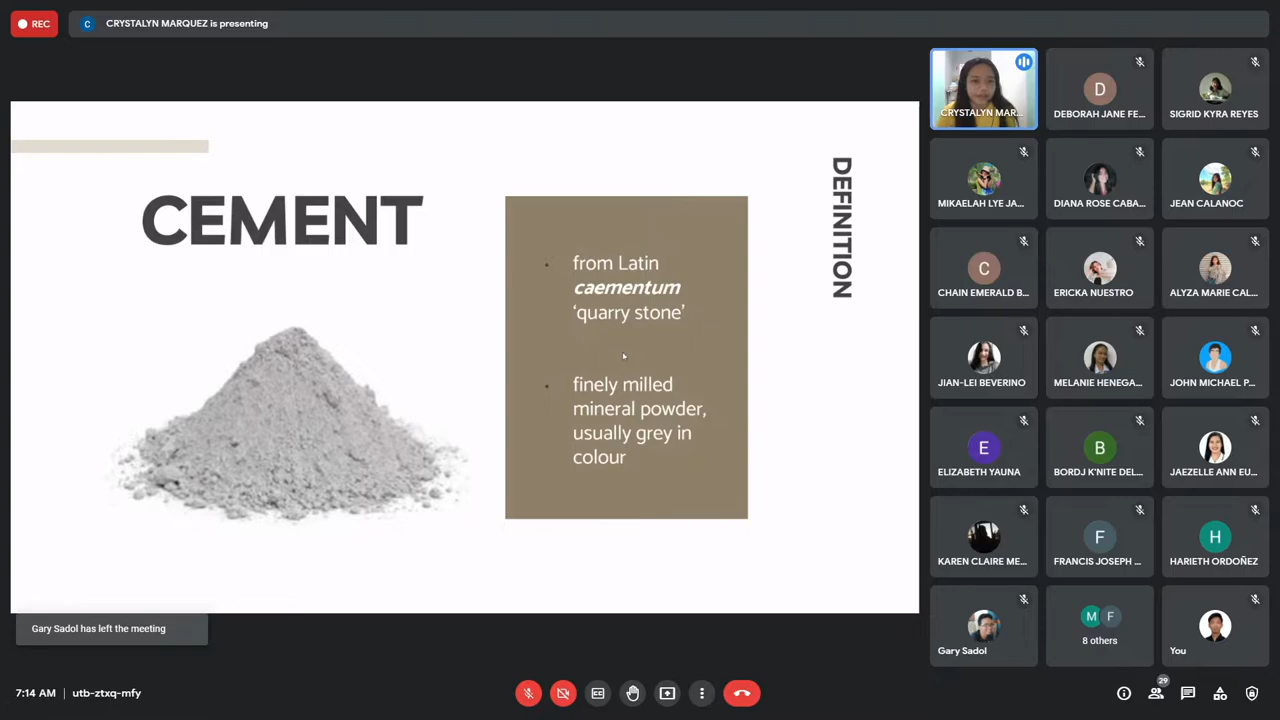 REC
C
CRYSTALYN MARQUEZ is presenting
CEMENT
from Latin
caementum
‘quarry stone’
finely milled
mineral powder,
usually grey in
colour
DEFINITION
CRYSTALYN MAR...
D
DEBORAH JANE FE...
SIGRID KYRA REYES
MIKAELAH LYE JA...
DIANA ROSE CABA...
JEAN CALANOC
C
CHAIN EMERALD B...
ERICKA NUESTRO
ALYZA MARIE CAL...
JIAN-LEI BEVERINO
MELANIE HENEGA...
JOHN MICHAEL P...
E
ELIZABETH YAUNA
B
BORDJ K'NITE DEL...
JAEZELLE ANN EU...
KAREN CLAIRE ME...
F
FRANCIS JOSEPH ...
H
HARIETH ORDOÑEZ
Gary Sadol
M F
8 others
You
Gary Sadol has left the meeting
7:14 AM | utb-ztxq-mfy
29